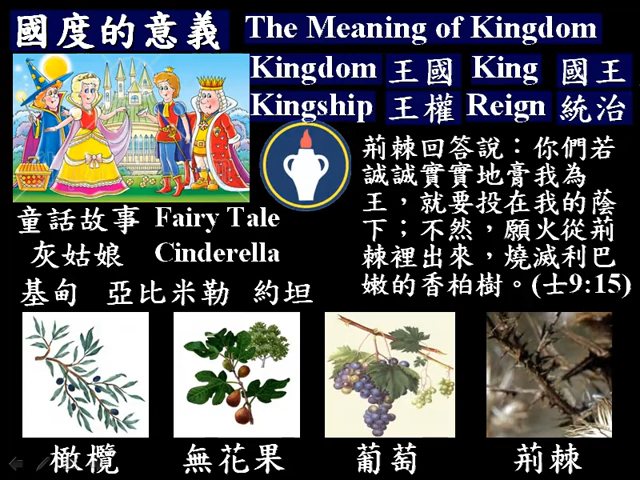 國度的意義 The Meaning of Kingdom
Kingdom 王國 King 國王
Kingship 王權 Reign 統治
童話故事 Fairy Tale
灰姑娘 Cinderella
基甸 亞比米勒 約坦
荊棘回答說：你們若
誠誠實實地膏我為
王，就要投在我的蔭
下；不然，願火從荊
棘裡出來，燒滅利巴
嫩的香柏樹。(士9:15)
橄欖 無花果 葡萄 荊棘